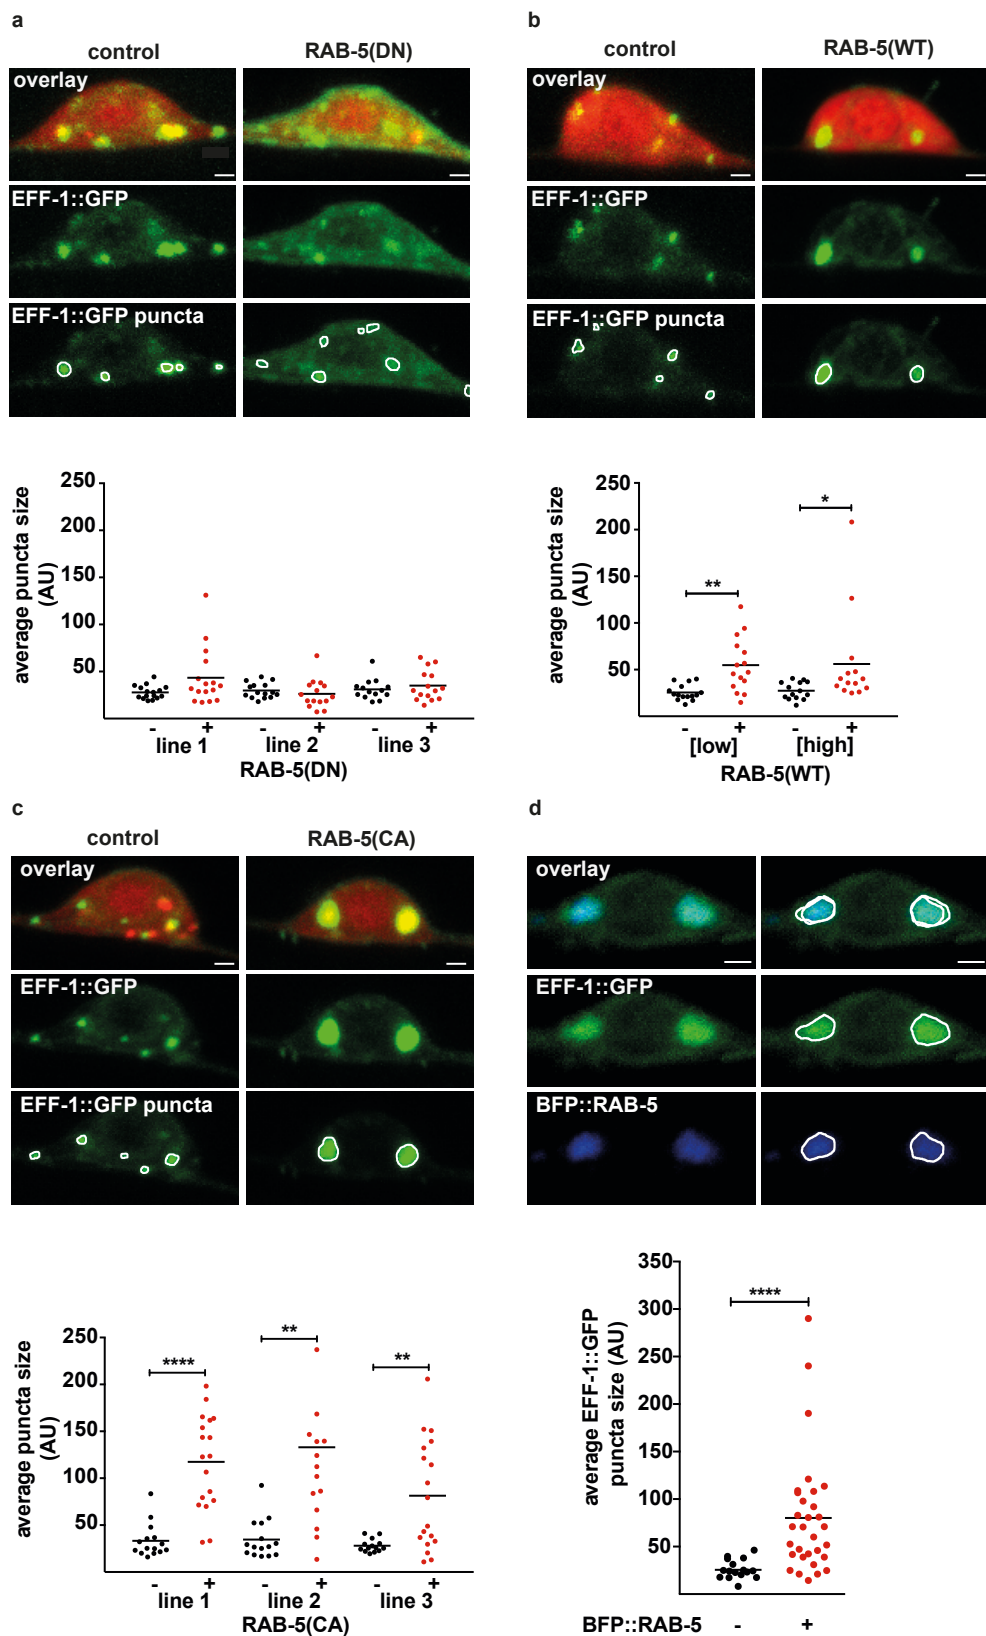 a
control RAB-5(DN)
overlay
EFF-1::GFP
EFF-1::GFP puncta
average puncta size
(AU)
250
200
150
100
50
- + - + - +
line 1 line 2 line 3
RAB-5(DN)
b
control RAB-5(WT)
overlay
EFF-1::GFP
EFF-1::GFP puncta
average puncta size
(AU)
250
200
150
100
50
** *
- + - +
[low] [high]
RAB-5(WT)
c
control RAB-5(CA)
overlay
EFF-1::GFP
EFF-1::GFP puncta
average puncta size
(AU)
250
200
150
100
50
**** ** **
- + - + - +
line 1 line 2 line 3
RAB-5(CA)
d
overlay
EFF-1::GFP
BFP::RAB-5
average EFF-1::GFP
puncta size (AU)
350
300
250
200
150
100
50
****
BFP::RAB-5 - +